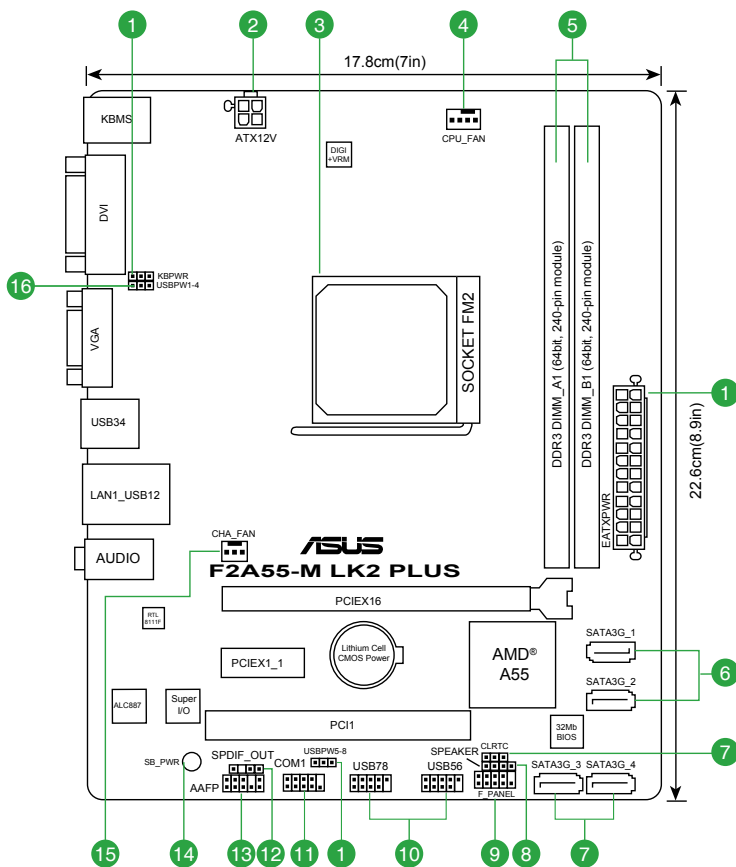 1
2
3
4
5
17.8cm(7in)
KBMS
ATX12V
CPU_FAN
DIGI
+VRM
DVI
KBPWR
USBPW1-4
16
VGA
SOCKET FM2
DDR3 DIMM_A1 (64bit, 240-pin module)
DDR3 DIMM_B1 (64bit, 240-pin module)
1
EATXPWR
22.6cm(8.9in)
USB34
LAN1_USB12
AUDIO
CHA_FAN
ASUS
F2A55-M LK2 PLUS
PCIEX16
RTL
8111F
PCIEX1_1
Lithium Cell
CMOS Power
AMD®
A55
SATA3G_1
SATA3G_2
6
ALC887
Super
I/O
PCI1
32Mb
BIOS
SB_PWR
SPDIF_OUT
AAFP
COM1
USBPW5-8
USB78
USB56
SPEAKER
CLRTC
F_PANEL
7
SATA3G_3
SATA3G_4
15
14
13
12
11
1
10
9
8
7